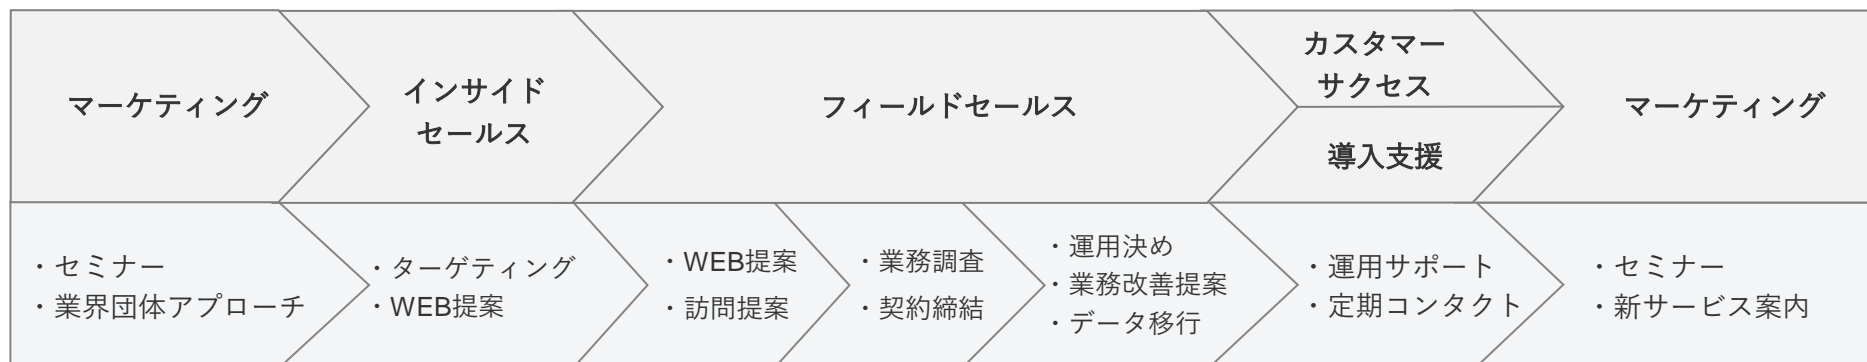 マーケティング
インサイド
セールス
フィールドセールス
カスタマー
サクセス
導入支援
マーケティング
・セミナー
・業界団体アプローチ
・ターゲティング
・WEB提案
・WEB提案
・訪問提案
・業務調査
・契約締結
・運用決め
・業務改善提案
・データ移行
・運用サポート
・定期コンタクト
・セミナー
・新サービス案内